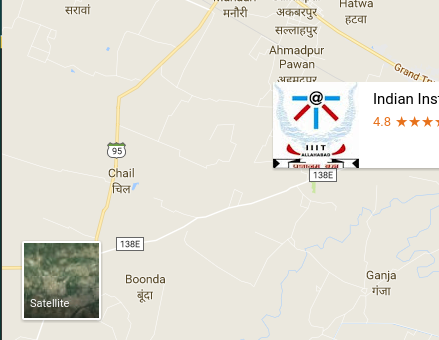 सरावां
मनौरी
अकबरपुर
सल्लाहपुर
Hatwa
हटवा
Ahmadpur
Pawan
Grand
@
IIIT
ALLAHABAD
Indian Inst
4.8
138E
95
Chail
चिल
138E
Satellite
Boonda
बूंदा
Ganja
गंजा